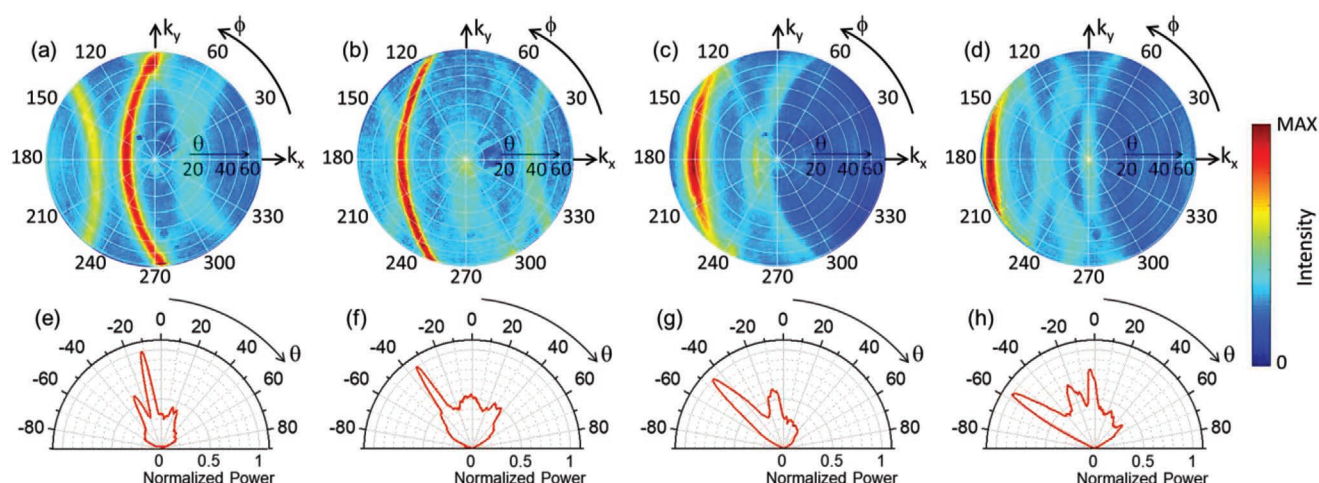 (a) 120 k_y 60 ϕ (b) 120 k_y 60 ϕ (c) 120 k_y 60 ϕ (d) 120 k_y 60 ϕ
150 30 150 30 150 30 150 30 MAX
180 θ 20 40 60 k_x 180 θ 20 40 60 k_x 180 θ 20 40 60 k_x 180 θ 20 40 60 k_x Intensity
210 330 210 330 210 330 210 330
240 270 300 240 270 300 240 270 300 240 270 300 0
(e) -20 0 20 (f) -20 0 20 (g) -20 0 20 (h) -20 0 20
-40 40 θ -40 40 θ -40 40 θ -40 40 θ
-60 60 -60 60 -60 60 -60 60
-80 80 -80 80 -80 80 -80 80
0 0.5 1 0 0.5 1 0 0.5 1 0 0.5 1
Normalized Power Normalized Power Normalized Power Normalized Power